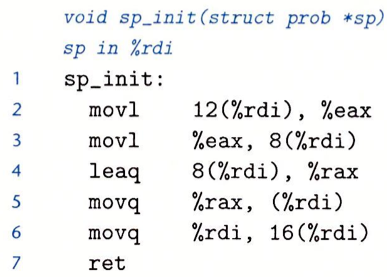 void sp_init(struct prob *sp)
sp in %rdi
1 sp_init:
2 movl 12(%rdi), %eax
3 movl %eax, 8(%rdi)
4 leaq 8(%rdi), %rax
5 movq %rax, (%rdi)
6 movq %rdi, 16(%rdi)
7 ret